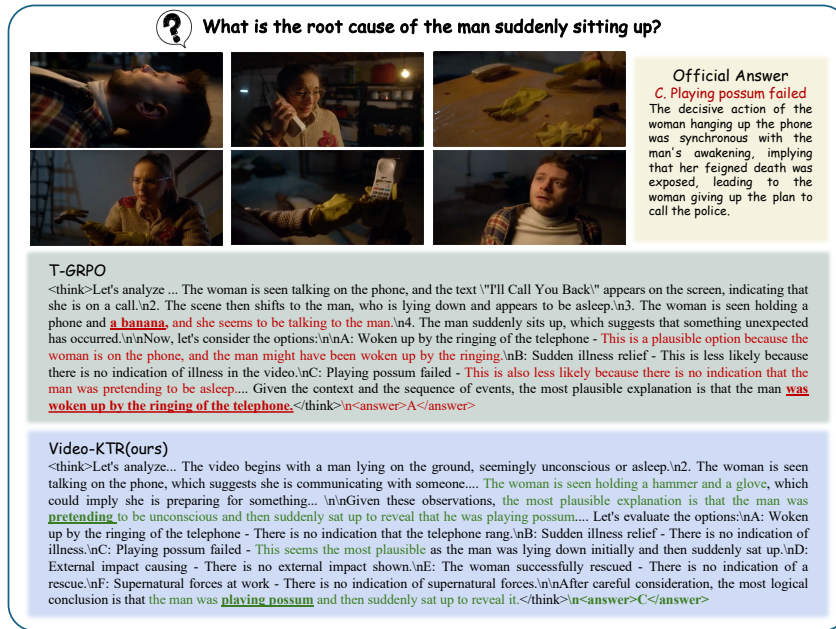 What is the root cause of the man suddenly sitting up?
Official Answer
C. Playing possum failed
The decisive action of the
woman hanging up the phone
was synchronous with the
man's awakening, implying
that her feigned death was
exposed, leading to the
woman giving up the plan to
call the police.
T-GRPO
<think>Let's analyze ... The woman is seen talking on the phone, and the text \"I'll Call You Back\" appears on the screen, indicating that
she is on a call.\n2. The scene then shifts to the man, who is lying down and appears to be asleep.\n3. The woman is seen holding a
phone and a banana, and she seems to be talking to the man.\n4. The man suddenly sits up, which suggests that something unexpected
has occurred.\n\nNow, let's consider the options:\n\nA: Woken up by the ringing of the telephone - This is a plausible option because the
woman is on the phone, and the man might have been woken up by the ringing.\nB: Sudden illness relief - This is less likely because
there is no indication of illness in the video.\nC: Playing possum failed - This is also less likely because there is no indication that the
man was pretending to be asleep.... Given the context and the sequence of events, the most plausible explanation is that the man was
woken up by the ringing of the telephone.</think>\n<answer>A</answer>
Video-KTR(ours)
<think>Let's analyze... The video begins with a man lying on the ground, seemingly unconscious or asleep.\n2. The woman is seen
talking on the phone, which suggests she is communicating with someone.... The woman is seen holding a hammer and a glove, which
could imply she is preparing for something... \n\nGiven these observations, the most plausible explanation is that the man was
pretending to be unconscious and then suddenly sat up to reveal that he was playing possum.... Let's evaluate the options:\nA: Woken
up by the ringing of the telephone - There is no indication that the telephone rang.\nB: Sudden illness relief - There is no indication of
illness.\nC: Playing possum failed - This seems the most plausible as the man was lying down initially and then suddenly sat up.\nD:
External impact causing - There is no external impact shown.\nE: The woman successfully rescued - There is no indication of a
rescue.\nF: Supernatural forces at work - There is no indication of supernatural forces.\n\nAfter careful consideration, the most logical
conclusion is that the man was playing possum and then suddenly sat up to reveal it.</think>\n<answer>C</answer>